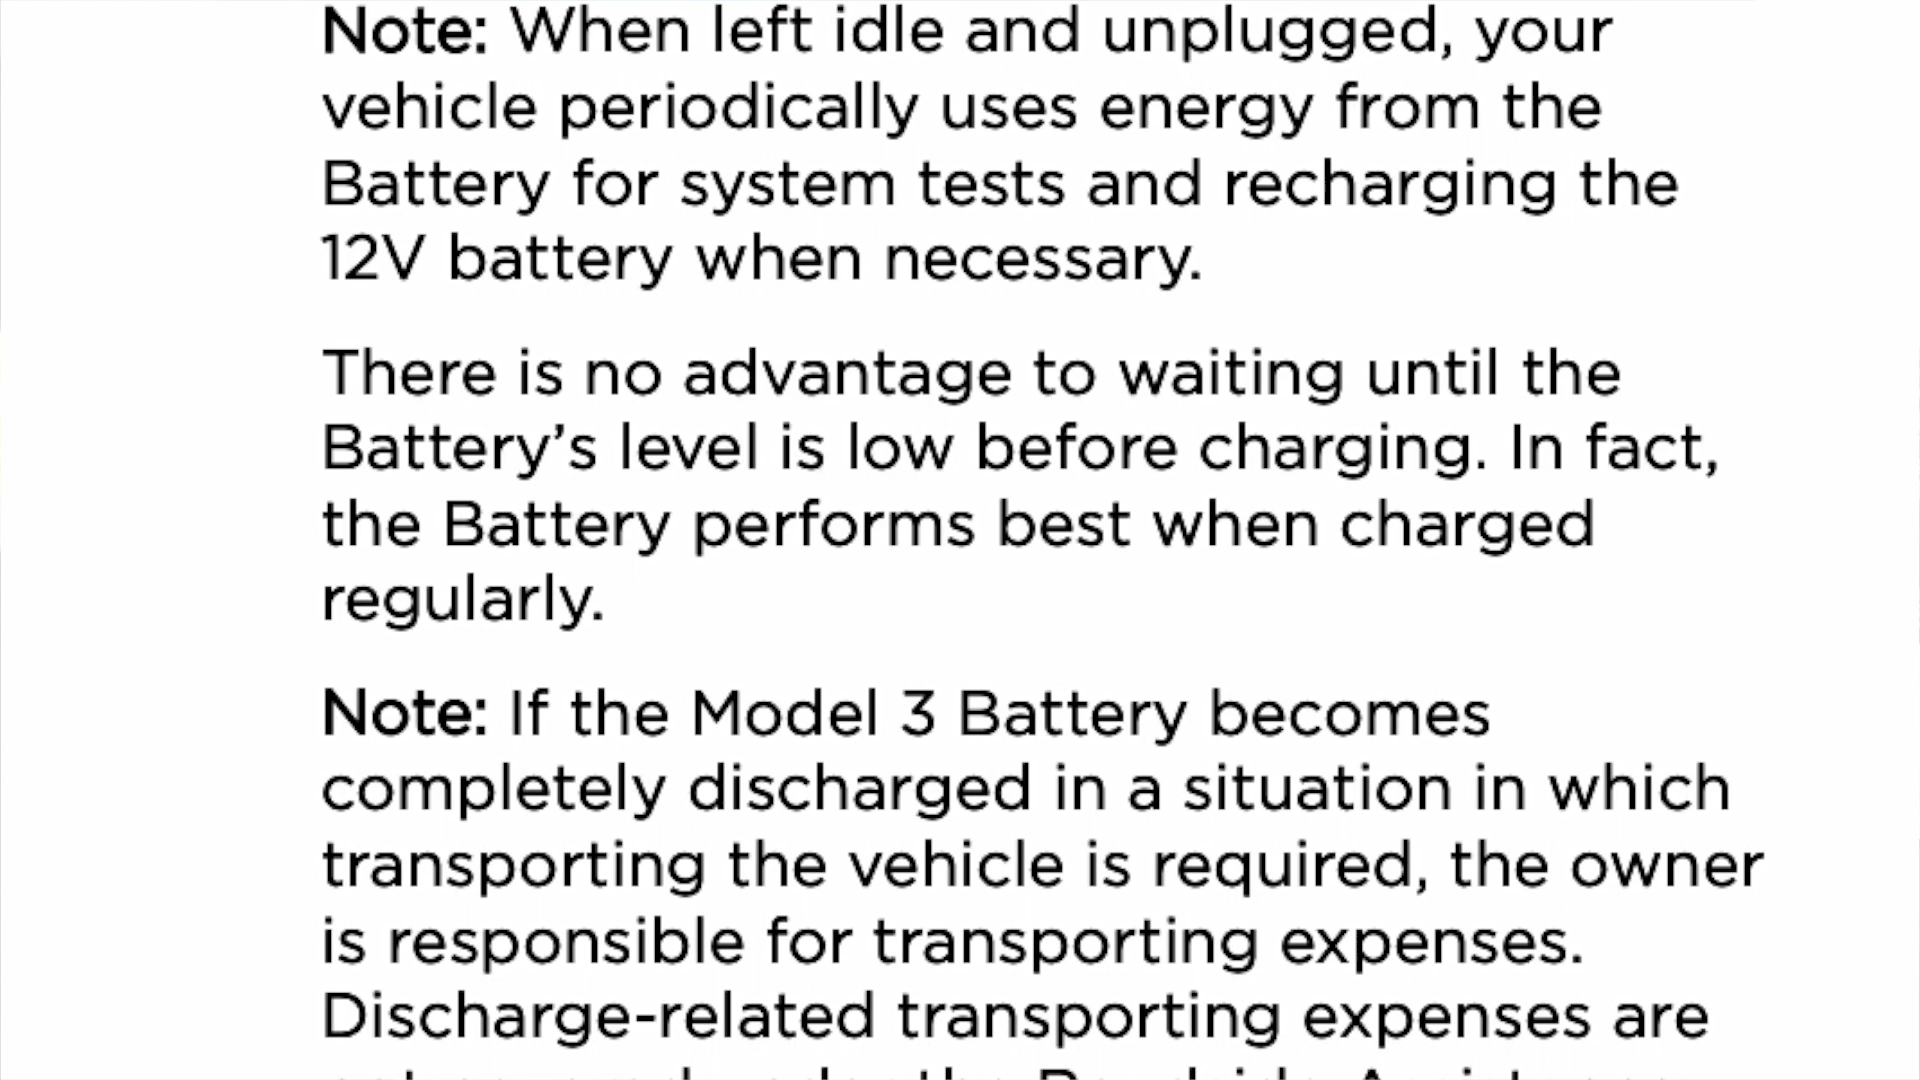 Note: When left idle and unplugged, your
vehicle periodically uses energy from the
Battery for system tests and recharging the
12V battery when necessary.
There is no advantage to waiting until the
Battery’s level is low before charging. In fact,
the Battery performs best when charged
regularly.
Note: If the Model 3 Battery becomes
completely discharged in a situation in which
transporting the vehicle is required, the owner
is responsible for transporting expenses.
Discharge-related transporting expenses are